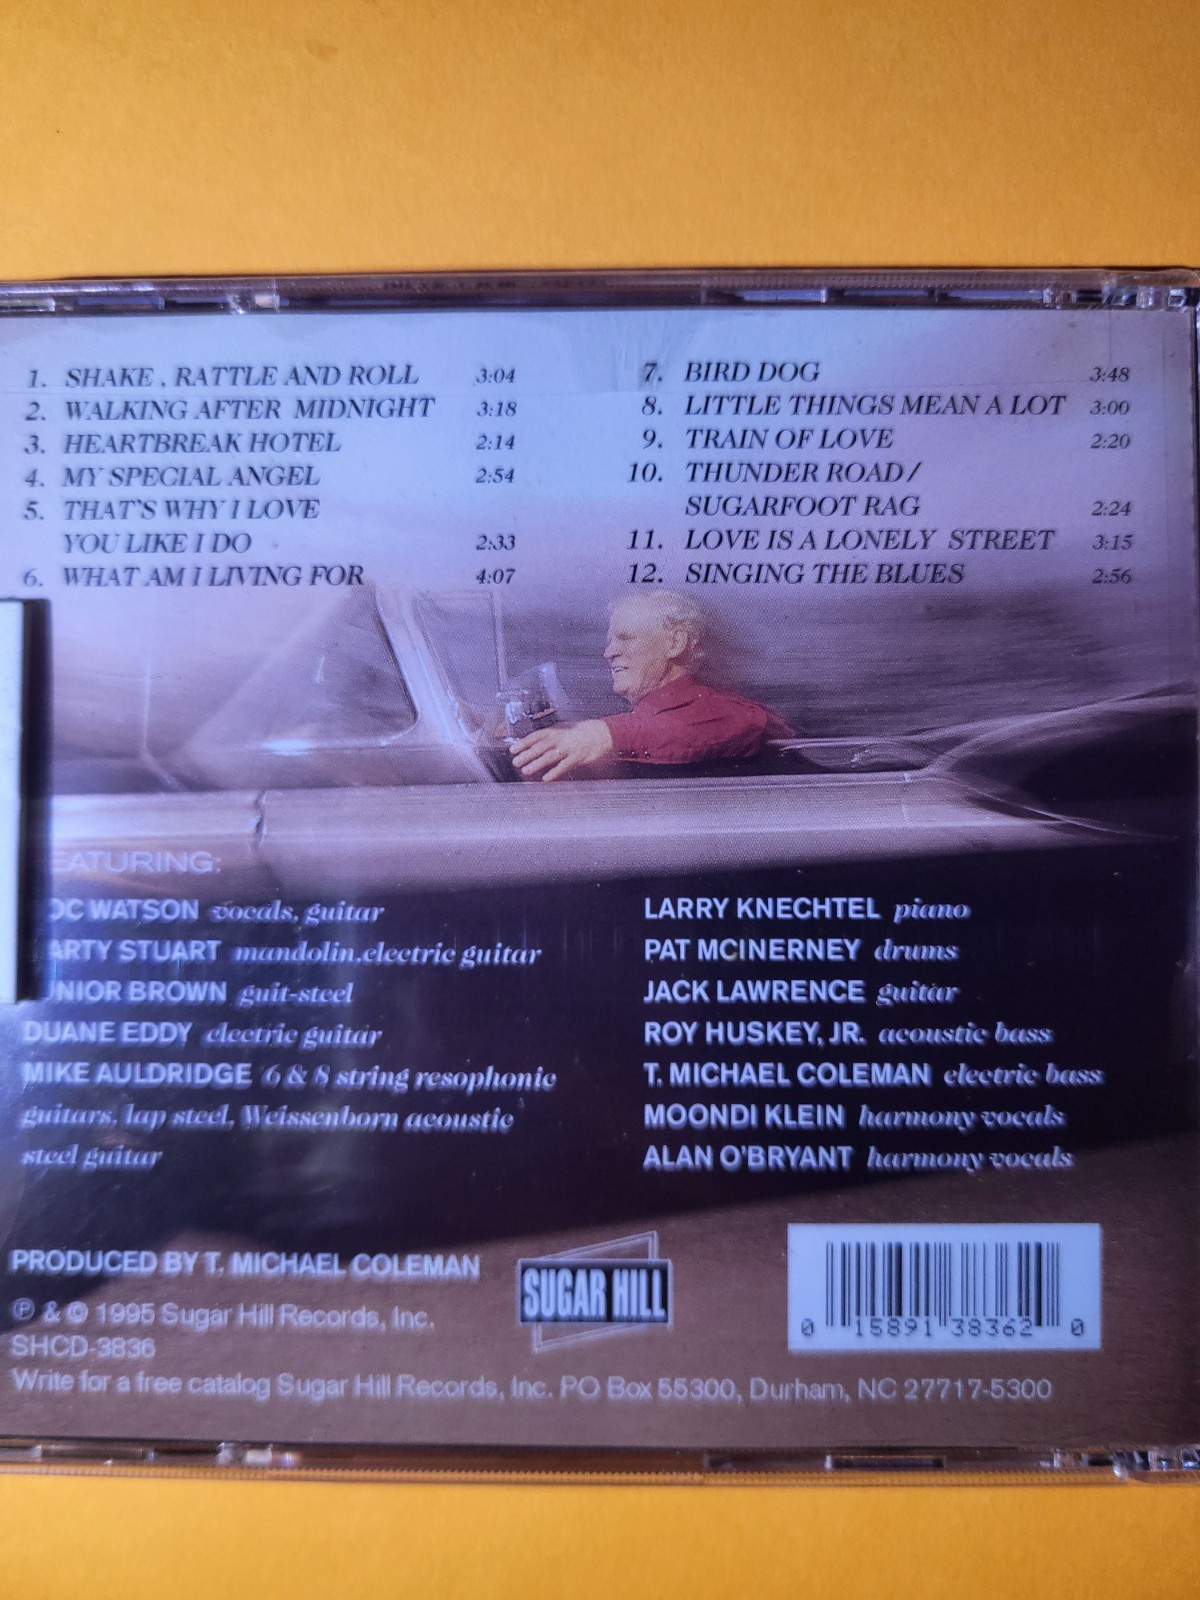 1. SHAKE, RATTLE AND ROLL 3:04
2. WALKING AFTER MIDNIGHT 3:18
3. HEARTBREAK HOTEL 2:14
4. MY SPECIAL ANGEL 2:54
5. THAT'S WHY I LOVE
YOU LIKE I DO 2:33
6. WHAT AM I LIVING FOR 4:07
7. BIRD DOG 3:48
8. LITTLE THINGS MEAN A LOT 3:00
9. TRAIN OF LOVE 2:20
10. THUNDER ROAD /
SUGARFOOT RAG 2:24
11. LOVE IS A LONELY STREET 3:15
12. SINGING THE BLUES 2:56
EATURING:
OC WATSON vocals, guitar
ARTY STUART mandolin, electric guitar
NIOR BROWN guit-steel
DUANE EDDY electric guitar
MIKE AULDRIDGE 6 & 8 string resophonic
guitars, lap steel, Weissenborn acoustic
steel guitar
LARRY KNECHTEL piano
PAT MCINERNEY drums
JACK LAWRENCE guitar
ROY HUSKEY, JR. acoustic bass
T. MICHAEL COLEMAN electric bass
MOONDI KLEIN harmony vocals
ALAN O'BRYANT harmony vocals
PRODUCED BY T. MICHAEL COLEMAN
℗ & © 1995 Sugar Hill Records, Inc.
SHCD-3836
Write for a free catalog Sugar Hill Records, Inc. PO Box 55300, Durham, NC 27717-5300
SUGAR HILL
0 15891 38362 0